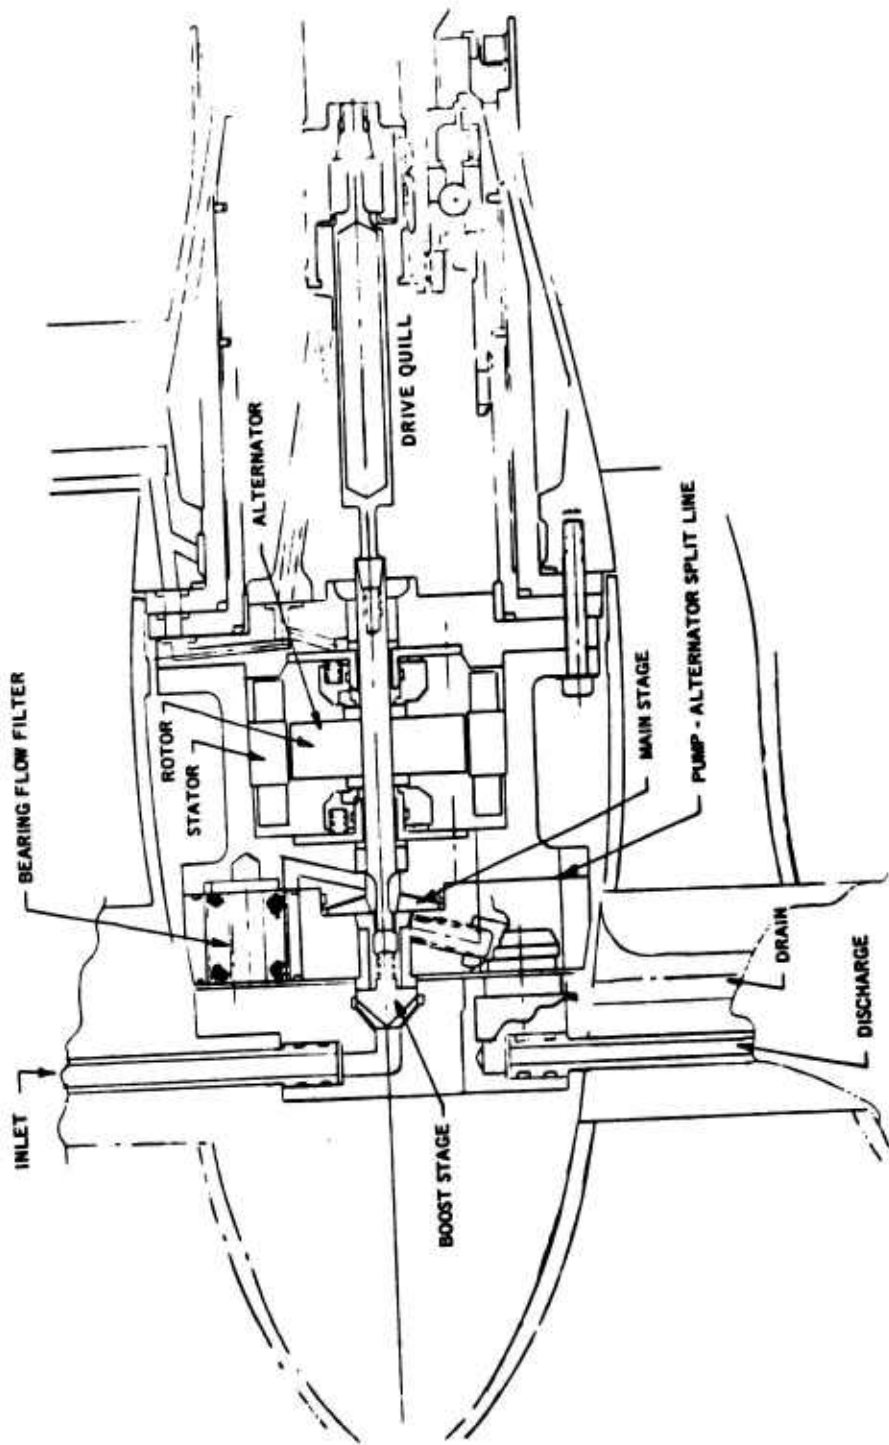 INLET
BEARING FLOW FILTER
STATOR
ROTOR
ALTERNATOR
DRIVE QUILL
BOOST STAGE
MAIN STAGE
PUMP - ALTERNATOR SPLIT LINE
DRAIN
DISCHARGE